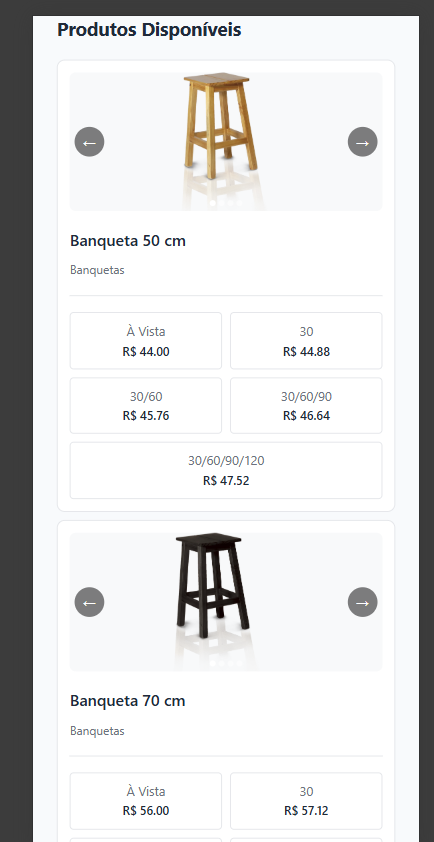 Produtos Disponíveis
←
→
Banqueta 50 cm
Banquetas
À Vista
R$ 44.00
30
R$ 44.88
30/60
R$ 45.76
30/60/90
R$ 46.64
30/60/90/120
R$ 47.52
←
→
Banqueta 70 cm
Banquetas
À Vista
R$ 56.00
30
R$ 57.12